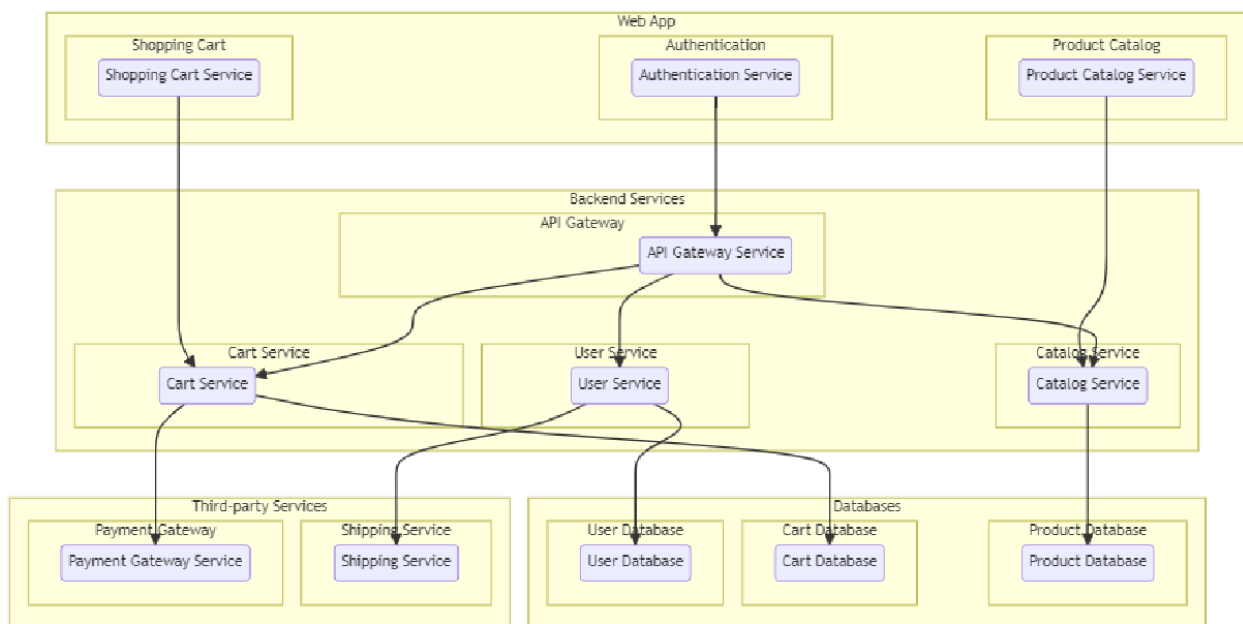 Web App
Shopping Cart
Authentication
Product Catalog
Shopping Cart Service
Authentication Service
Product Catalog Service
Backend Services
API Gateway
API Gateway Service
Cart Service
User Service
Catalog Service
Cart Service
User Service
Catalog Service
Third-party Services
Databases
Payment Gateway
Shipping Service
User Database
Cart Database
Product Database
Payment Gateway Service
Shipping Service
User Database
Cart Database
Product Database